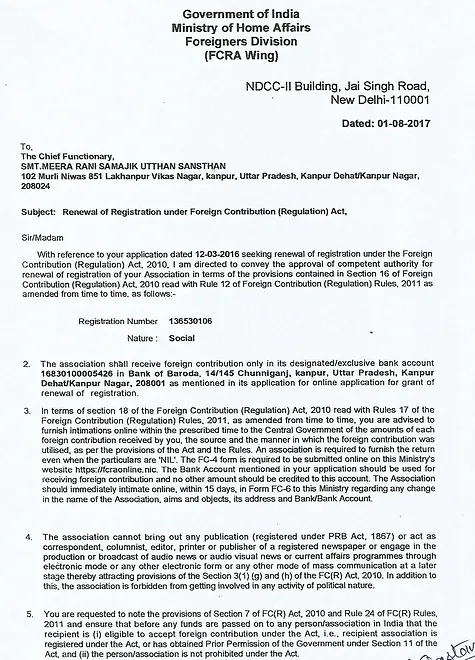 Government of India
Ministry of Home Affairs
Foreigners Division
(FCRA Wing)
NDCC-II Building, Jai Singh Road,
New Delhi-110001
Dated: 01-08-2017
To,
The Chief Functionary,
SMT.MEERA RANI SAMAJIK UTTHAN SANSTHAN
102 Murli Niwas 851 Lakhanpur Vikas Nagar, kanpur, Uttar Pradesh, Kanpur Dehat/Kanpur Nagar,
208024
Subject: Renewal of Registration under Foreign Contribution (Regulation) Act,
Sir/Madam
With reference to your application dated 12-03-2016 seeking renewal of registration under the Foreign
Contribution (Regulation) Act, 2010, I am directed to convey the approval of competent authority for
renewal of registration of your Association in terms of the provisions contained in Section 16 of Foreign
Contribution (Regulation) Act, 2010 read with Rule 12 of Foreign Contribution (Regulation) Rules, 2011 as
amended from time to time, as follows:-
Registration Number 136530106
Nature : Social
2. The association shall receive foreign contribution only in its designated/exclusive bank account
16830100005426 in Bank of Baroda, 14/145 Chunniganj, kanpur, Uttar Pradesh, Kanpur
Dehat/Kanpur Nagar, 208001 as mentioned in its application for online application for grant of
renewal of registration.
3. In terms of section 18 of the Foreign Contribution (Regulation) Act, 2010 read with Rules 17 of the
Foreign Contribution (Regulation) Rules, 2011, as amended from time to time, you are advised to
furnish intimations online within the prescribed time to the Central Government of the amounts of each
foreign contribution received by you, the source and the manner in which the foreign contribution was
utilised, as per the provisions of the Act and the Rules. An association is required to furnish the return
even when the particulars are 'NIL'. The FC-4 form is required to be submitted online on this Ministry's
website https://fcraonline.nic. The Bank Account mentioned in your application should be used for
receiving foreign contribution and no other amount should be credited to this account. The Association
should immediately intimate online, within 15 days, in Form FC-6 to this Ministry regarding any change
in the name of the Association, aims and objects, its address and Bank/Bank Account.
4. The association cannot bring out any publication (registered under PRB Act, 1867) or act as
correspondent, columnist, editor, printer or publisher of a registered newspaper or engage in the
production or broadcast of audio news or audio visual news or current affairs programmes through
electronic mode or any other electronic form or any other mode of mass communication at a later
stage thereby attracting provisions of the Section 3(1) (g) and (h) of the FC(R) Act, 2010. In addition to
this, the association is forbidden from getting involved in any activity of political nature.
5. You are requested to note the provisions of Section 7 of FC(R) Act, 2010 and Rule 24 of FC(R) Rules,
2011 and ensure that before any funds are passed on to any person/association in India that the
recipient is (i) eligible to accept foreign contribution under the Act, i.e., recipient association is
registered under the Act, or has obtained Prior Permission of the Government under Section 11 of the
Act, and (ii) the person/association is not prohibited under the Act.